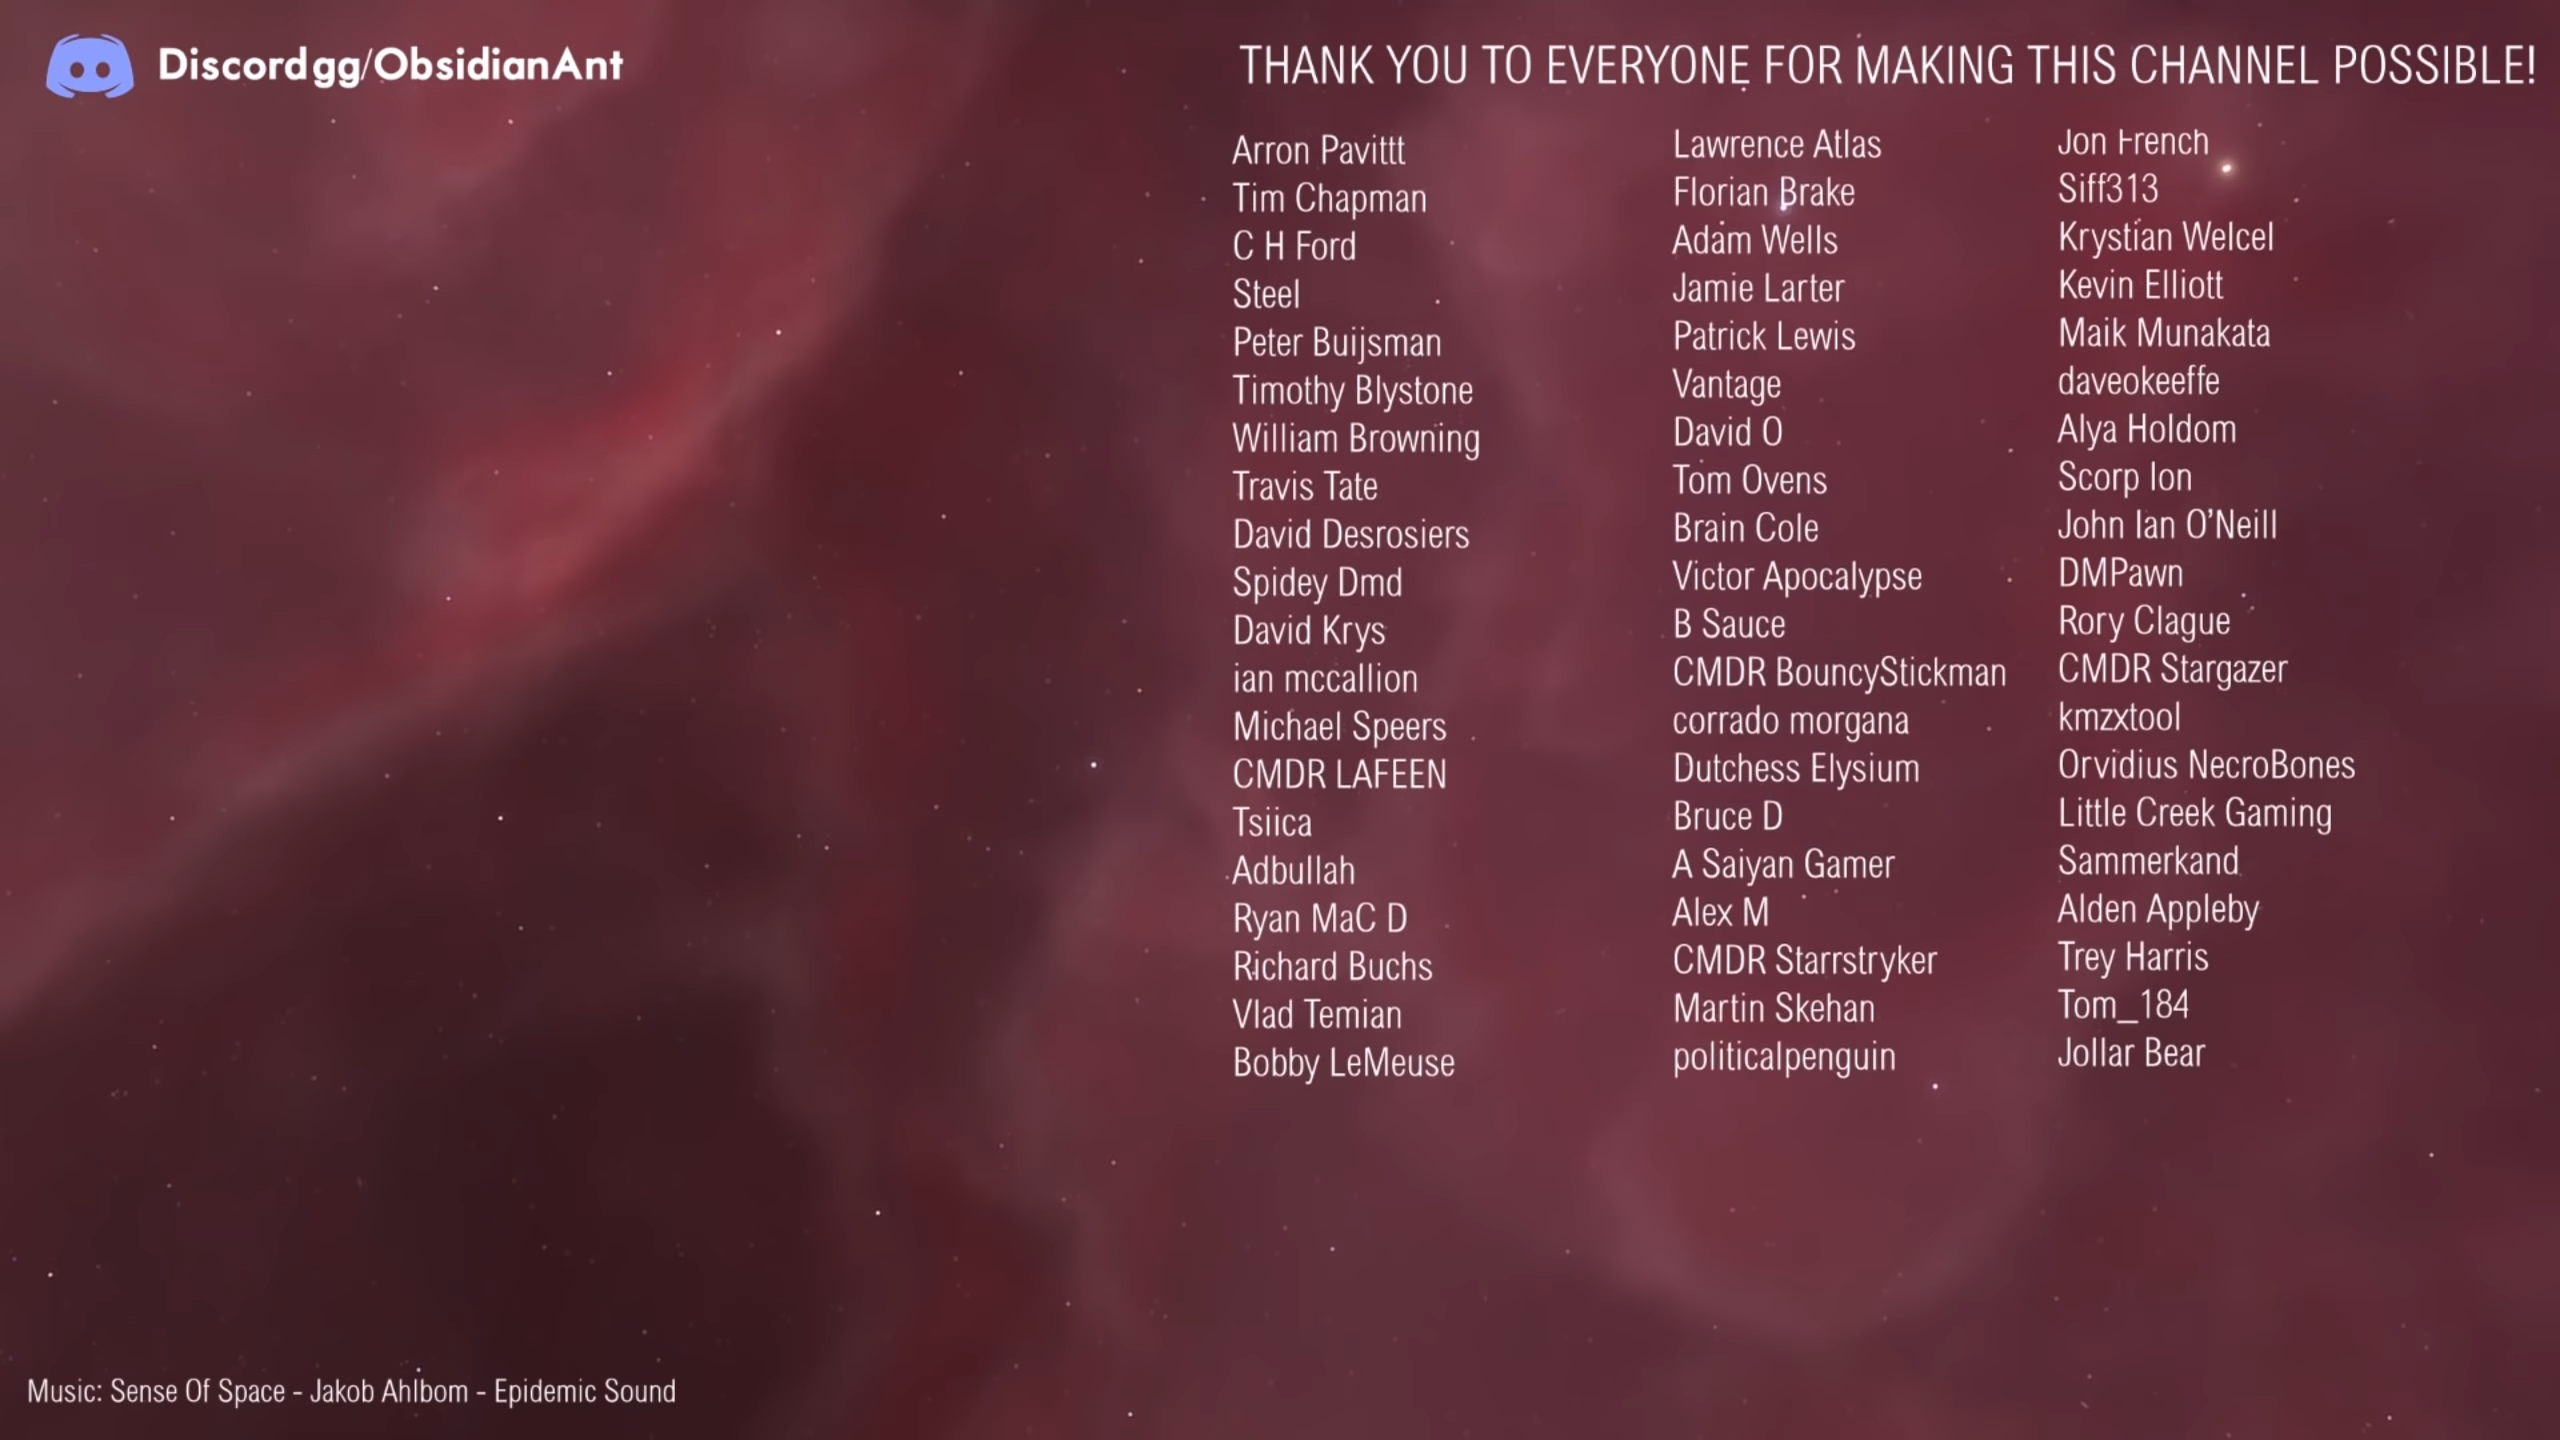 Discordgg/ObsidianAnt
THANK YOU TO EVERYONE FOR MAKING THIS CHANNEL POSSIBLE!
Arron Pavittt
Tim Chapman
C H Ford
Steel
Peter Buijsman
Timothy Blystone
William Browning
Travis Tate
David Desrosiers
Spidey Dmd
David Krys
ian mccallion
Michael Speers
CMDR LAFEEN
Tsiica
Adbullah
Ryan MaC D
Richard Buchs
Vlad Temian
Bobby LeMeuse
Lawrence Atlas
Florian Brake
Adam Wells
Jamie Larter
Patrick Lewis
Vantage
David O
Tom Ovens
Brain Cole
Victor Apocalypse
B Sauce
CMDR BouncyStickman
corrado morgana
Dutchess Elysium
Bruce D
A Saiyan Gamer
Alex M
CMDR Starrstryker
Martin Skehan
politicalpenguin
Jon French
Siff313
Krystian Welcel
Kevin Elliott
Maik Munakata
daveokeeffe
Alya Holdom
Scorp Ion
John Ian O’Neill
DMPawn
Rory Clague
CMDR Stargazer
kmzxtool
Orvidius NecroBones
Little Creek Gaming
Sammerkand
Alden Appleby
Trey Harris
Tom_184
Jollar Bear
Music: Sense Of Space - Jakob Ahlbom - Epidemic Sound